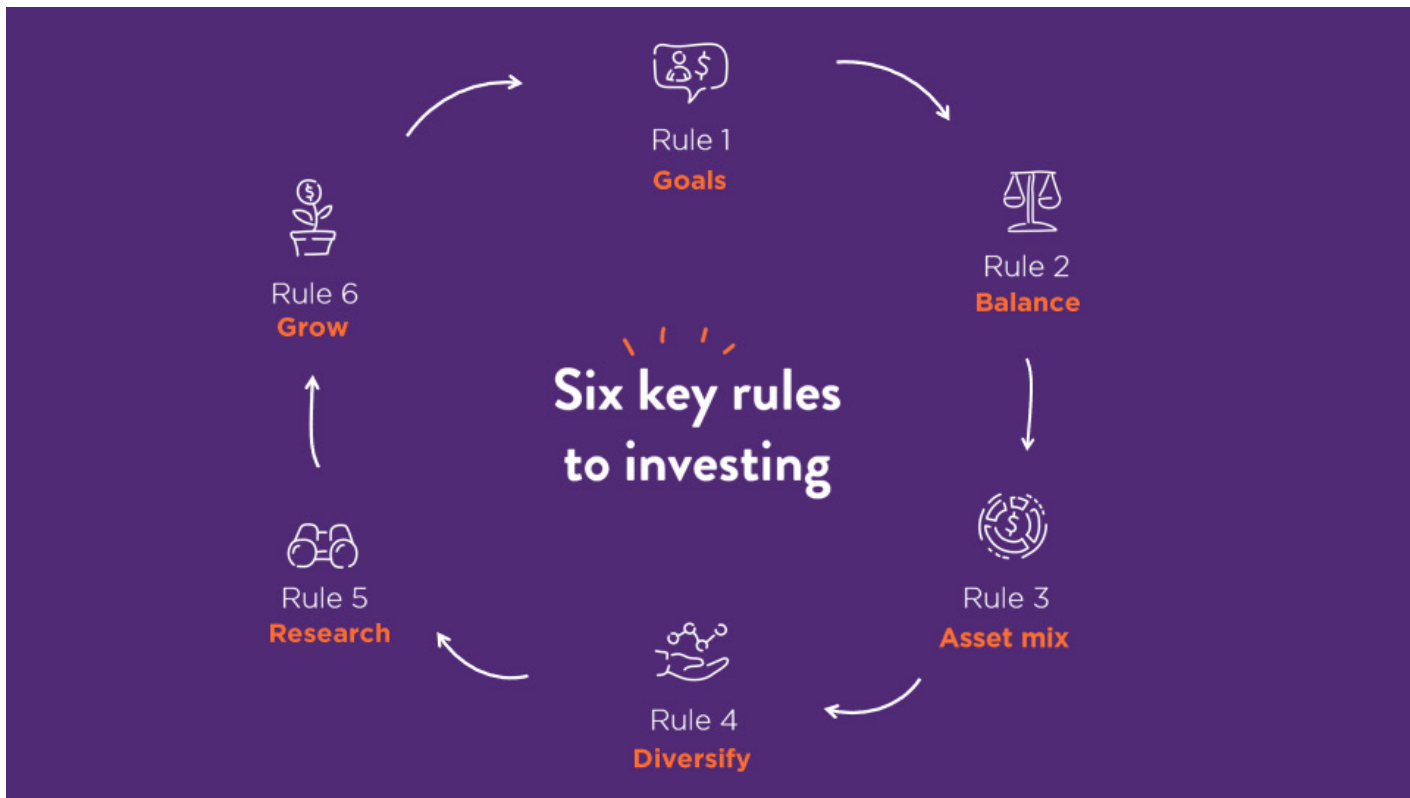 Rule 1
Goals
Rule 2
Balance
Rule 3
Asset mix
Rule 4
Diversify
Rule 5
Research
Rule 6
Grow
Six key rules
to investing